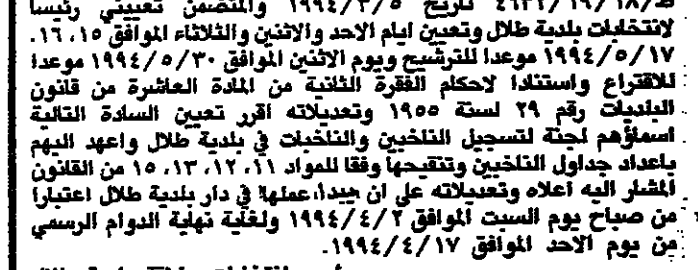 ط/١٨/١٩/٤٦٣١ تاريخ ١٩٩٤/٣/٥ والمتضمن تعييني رئيسا
لانتخابات بلدية طلال وتعيين ايام الاحد والاثنين والثلاثاء الموافق ١٥، ١٦،
١٩٩٤/٥/١٧ موعدا للترشيح ويوم الاثنين الموافق ١٩٩٤/٥/٣٠ موعدا
للاقتراع واستنادا لاحكام الفقرة الثانية من المادة العاشرة من قانون
البلديات رقم ٢٩ لسنة ١٩٥٥ وتعديلاته اقرر تعيين السادة التالية
اسماؤهم لجنة لتسجيل الناخبين والناخبات في بلدية طلال واعهد اليهم
باعداد جداول الناخبين وتنقيحها وفقا للمواد ١١، ١٢، ١٣، ١٥ من القانون
المشار اليه اعلاه وتعديلاته على ان يبدا عملها في دار بلدية طلال اعتبارا
من صباح يوم السبت الموافق ١٩٩٤/٤/٢ ولغاية نهاية الدوام الرسمي
من يوم الاحد الموافق ١٩٩٤/٤/١٧.